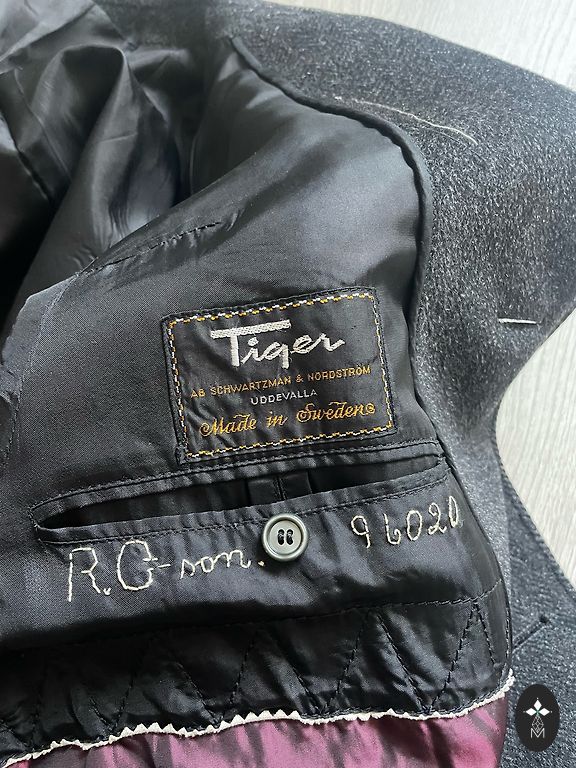 Tiger
AB SCHWARTZMAN & NORDSTRÖM
UDDEVALLA
Made in Sweden
R. G-son. 96020
M